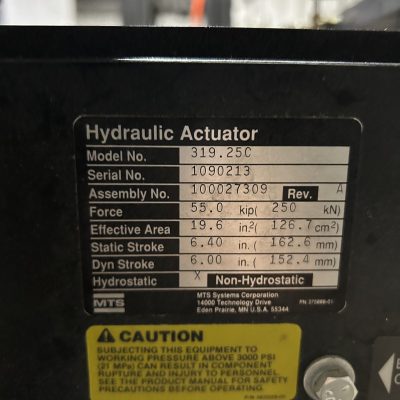 Hydraulic Actuator
Model No. 319.25C
Serial No. 1090213
Assembly No. 100027309 Rev. A
Force 55.0 kip( 250 kN)
Effective Area 19.6 in²( 126.7 cm²)
Static Stroke 6.40 in. ( 162.6 mm)
Dyn Stroke 6.00 in. ( 152.4 mm)
Hydrostatic X Non-Hydrostatic
MTS
MTS Systems Corporation
14000 Technology Drive
Eden Prairie, MN U.S.A. 55344
CAUTION
SUBJECTING THIS EQUIPMENT TO
WORKING PRESSURE ABOVE 3000 PSI
(21 MPa) CAN RESULT IN COMPONENT
RUPTURE AND INJURY TO PERSONNEL.
SEE THE PRODUCT MANUAL FOR SAFETY
PRECAUTIONS BEFORE OPERATING.